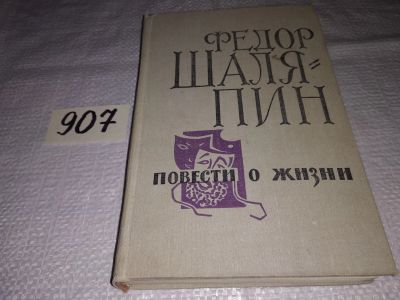 907
ФЕДОР
ШАЛЯ=
ПИН
ПОВЕСТИ О ЖИЗНИ